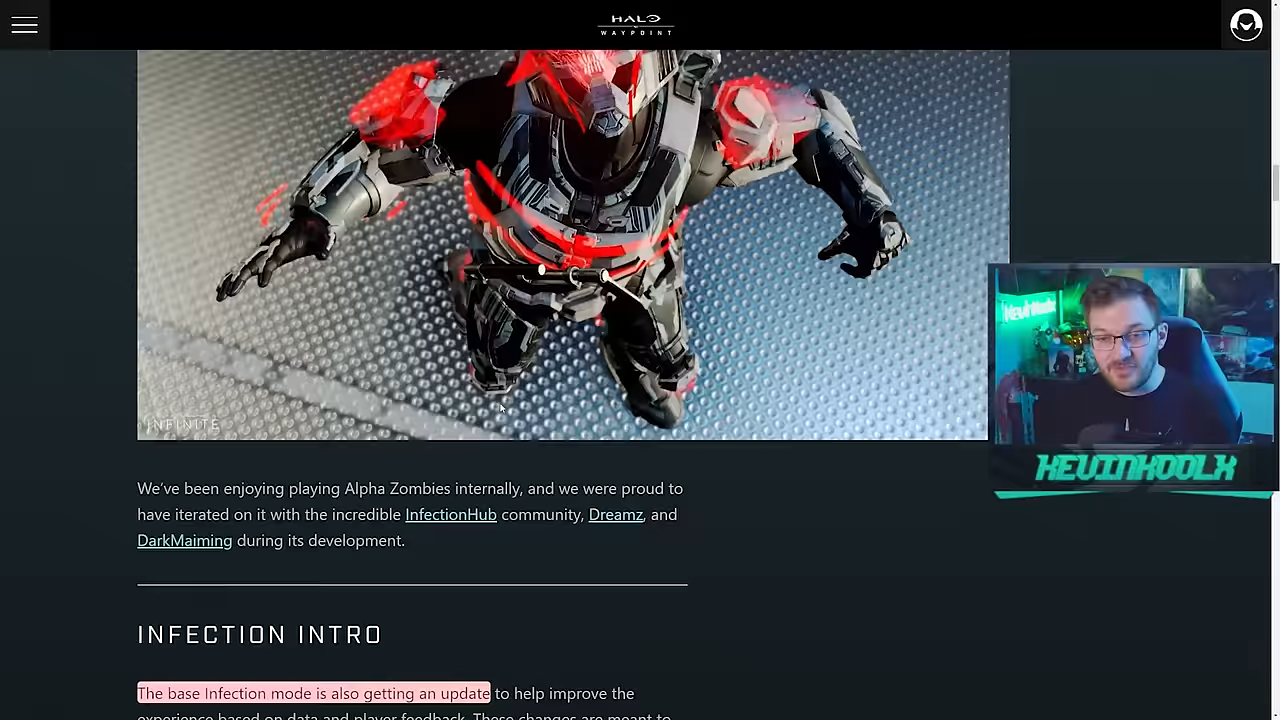 HALO
WAYPOINT
INFINITE
KevinKoolx
KEVINKOOLX
We've been enjoying playing Alpha Zombies internally, and we were proud to
have iterated on it with the incredible InfectionHub community, Dreamz, and
DarkMaiming during its development.
INFECTION INTRO
The base Infection mode is also getting an update to help improve the
experience based on data and player feedback. These changes are meant to